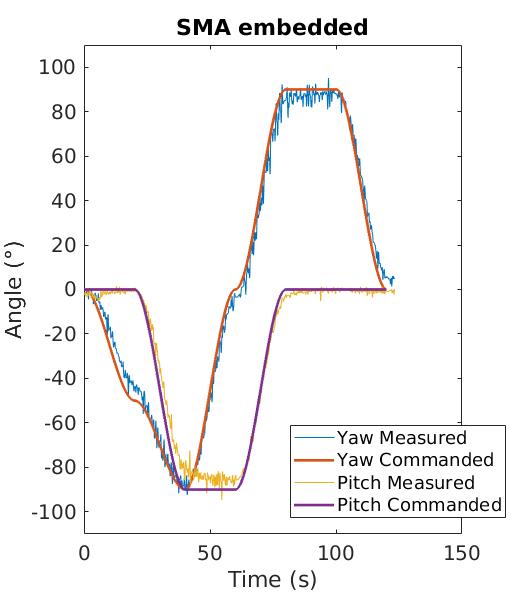 SMA embedded
100
80
60
40
20
0
-20
-40
-60
-80
-100
Angle (°)
Yaw Measured
Yaw Commanded
Pitch Measured
Pitch Commanded
0 50 100 150
Time (s)